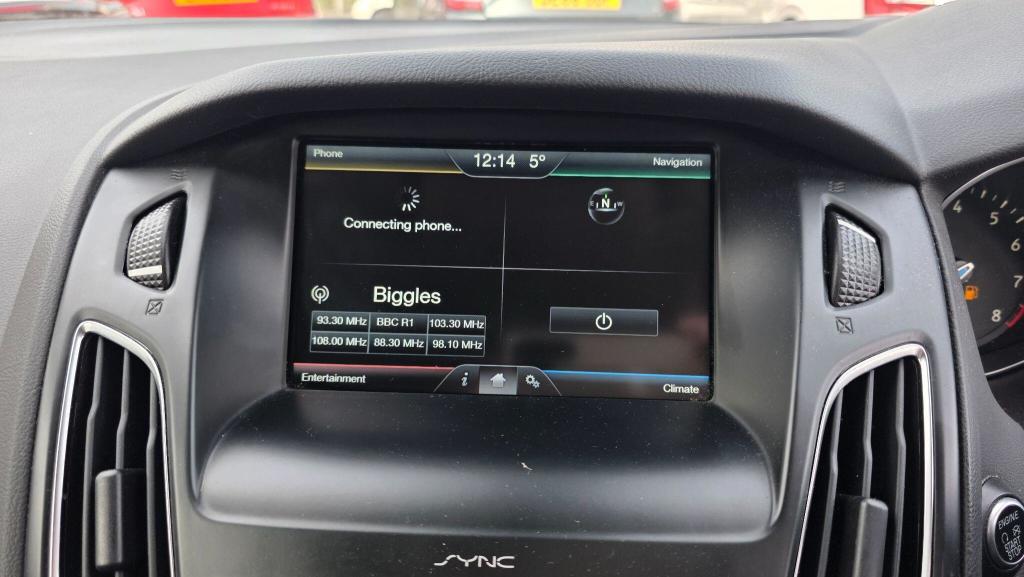 Phone
12:14 5°
Navigation
Connecting phone...
E N W
Biggles
93.30 MHz BBC R1 103.30 MHz
108.00 MHz 88.30 MHz 98.10 MHz
Entertainment
i
Climate
SYNC
4
5
6
7
8
ENGINE
START
STOP